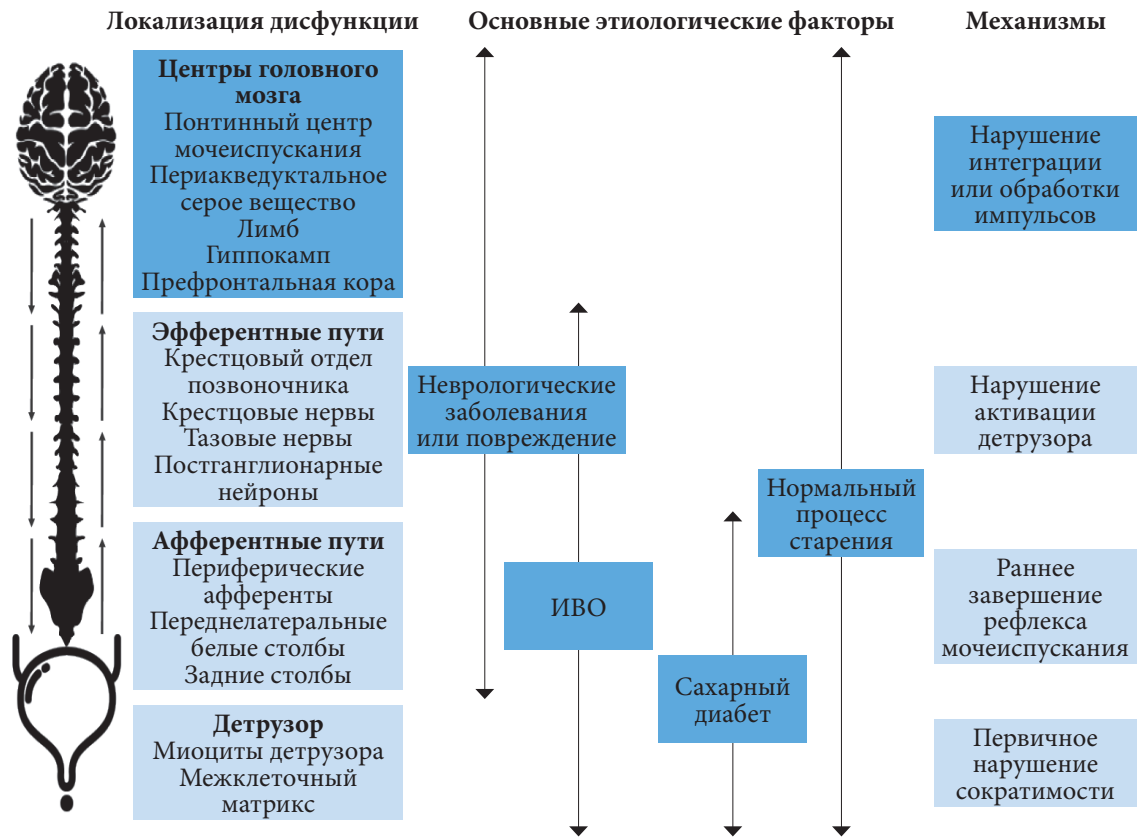 Локализация дисфункции
Основные этиологические факторы
Механизмы
Центры головного
мозга
Понтинный центр
мочеиспускания
Периакведуктальное
серое вещество
Лимб
Гиппокамп
Префронтальная кора
Эфферентные пути
Крестцовый отдел
позвоночника
Крестцовые нервы
Тазовые нервы
Постганглионарные
нейроны
Афферентные пути
Периферические
афференты
Переднелатеральные
белые столбы
Задние столбы
Детрузор
Миоциты детрузора
Межклеточный
матрикс
Неврологические
заболевания
или повреждение
ИВО
Сахарный
диабет
Нормальный
процесс
старения
Нарушение
интеграции
или обработки
импульсов
Нарушение
активации
детрузора
Раннее
завершение
рефлекса
мочеиспускания
Первичное
нарушение
сократимости